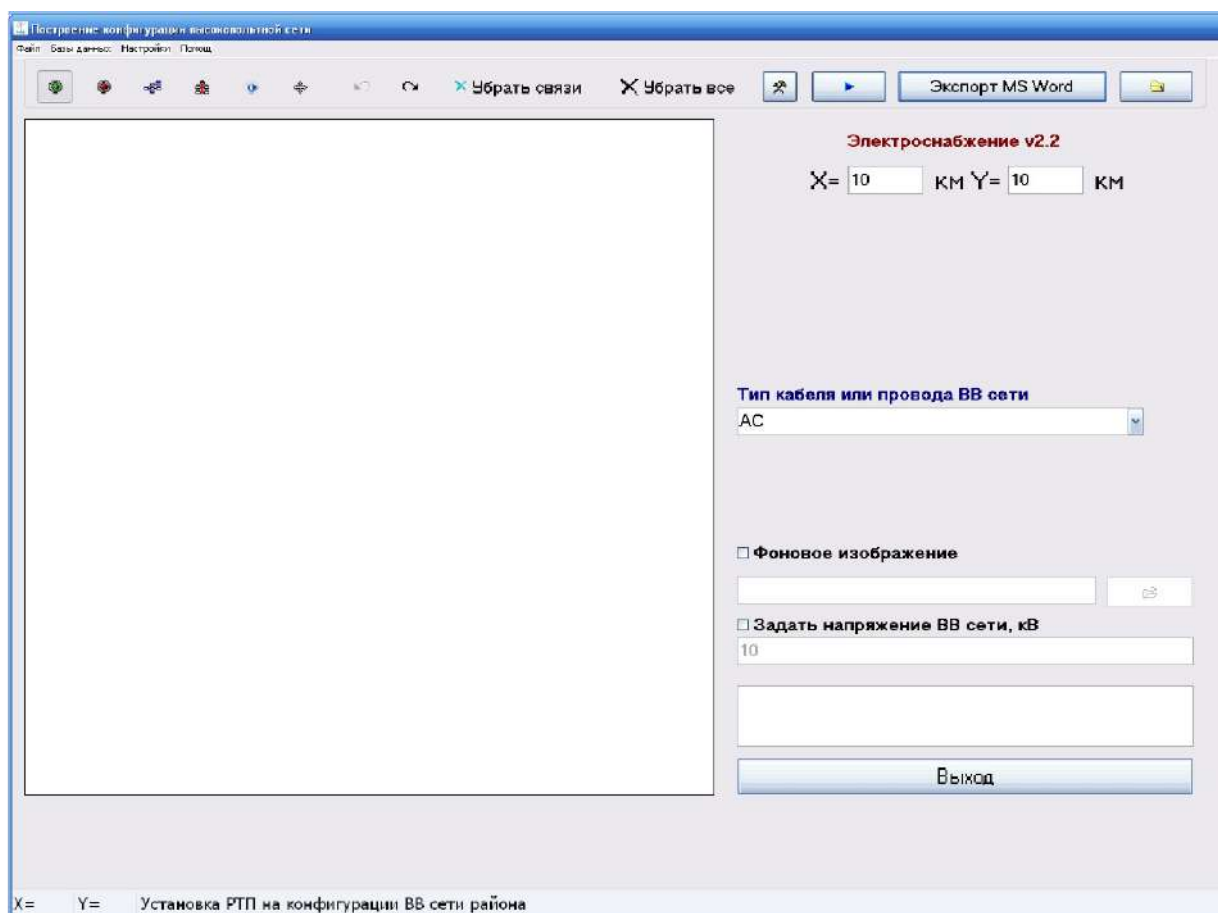 Построение конфигурации высоковольтной сети
Файл Базы данных Настройки Помощ
Убрать связи Убрать все Экспорт MS Word
Электроснабжение v2.2
X= 10 км Y= 10 км
Тип кабеля или провода ВВ сети
АС
Фоновое изображение
Задать напряжение ВВ сети, кВ
10
Выход
X= Y= Установка РТП на конфигурации ВВ сети района